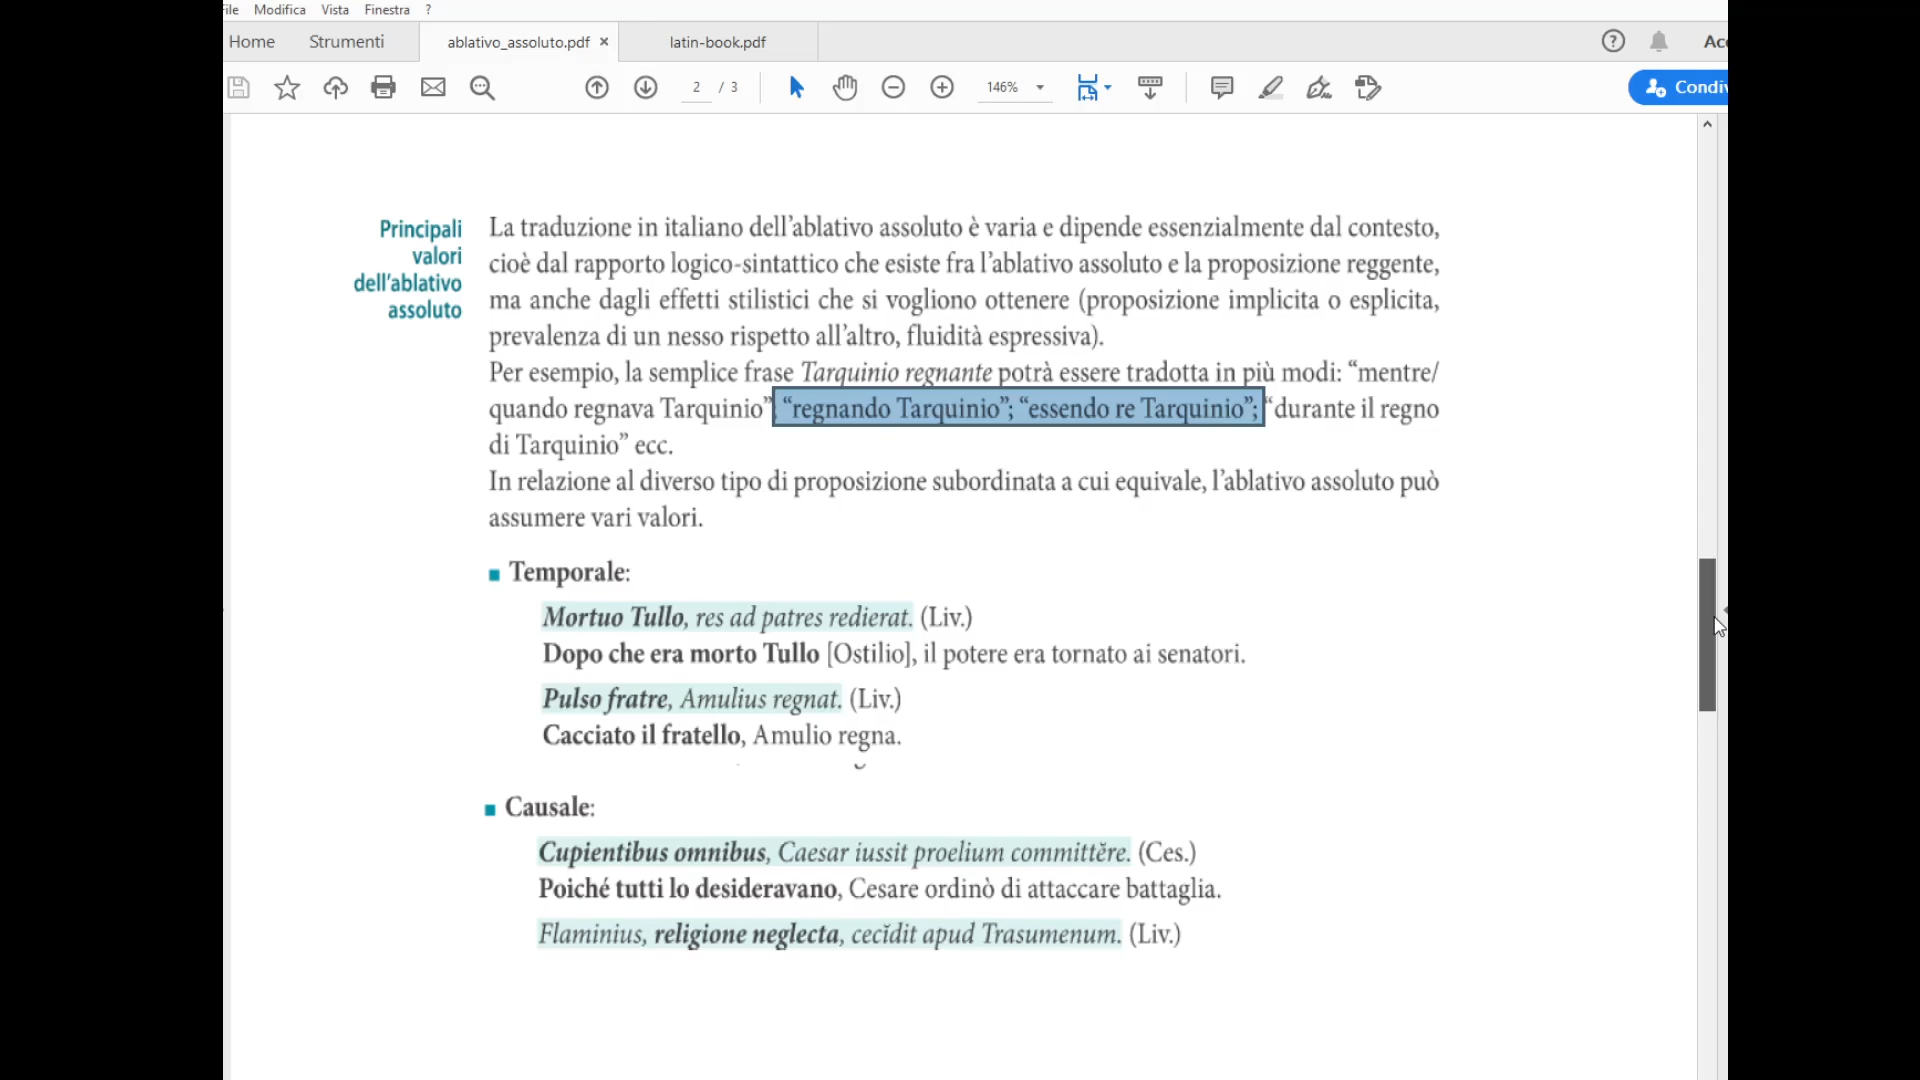 File Modifica Vista Finestra ?
Home Strumenti ablativo_assoluto.pdf × latin-book.pdf
2 / 3 146%
Principali valori dell'ablativo assoluto
La traduzione in italiano dell'ablativo assoluto è varia e dipende essenzialmente dal contesto,
cioè dal rapporto logico-sintattico che esiste fra l'ablativo assoluto e la proposizione reggente,
ma anche dagli effetti stilistici che si vogliono ottenere (proposizione implicita o esplicita,
prevalenza di un nesso rispetto all'altro, fluidità espressiva).
Per esempio, la semplice frase Tarquinio regnante potrà essere tradotta in più modi: “mentre/
quando regnava Tarquinio”; “regnando Tarquinio”; “essendo re Tarquinio”; “durante il regno
di Tarquinio” ecc.
In relazione al diverso tipo di proposizione subordinata a cui equivale, l'ablativo assoluto può
assumere vari valori.
■ Temporale:
Mortuo Tullo, res ad patres redierat. (Liv.)
Dopo che era morto Tullo [Ostilio], il potere era tornato ai senatori.
Pulso fratre, Amulius regnat. (Liv.)
Cacciato il fratello, Amulio regna.
■ Causale:
Cupientibus omnibus, Caesar iussit proelium committĕre. (Ces.)
Poiché tutti lo desideravano, Cesare ordinò di attaccare battaglia.
Flaminius, religione neglecta, cecĭdit apud Trasumenum. (Liv.)